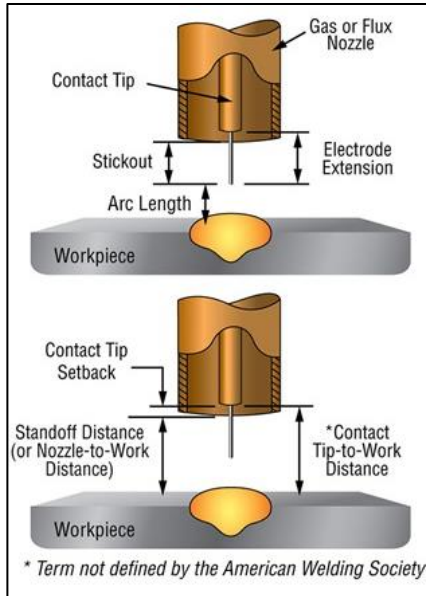 Gas or Flux
Nozzle
Contact Tip
Stickout
Electrode
Extension
Arc Length
Workpiece
Contact Tip
Setback
Standoff Distance
(or Nozzle-to-Work
Distance)
*Contact
Tip-to-Work
Distance
Workpiece
* Term not defined by the American Welding Society